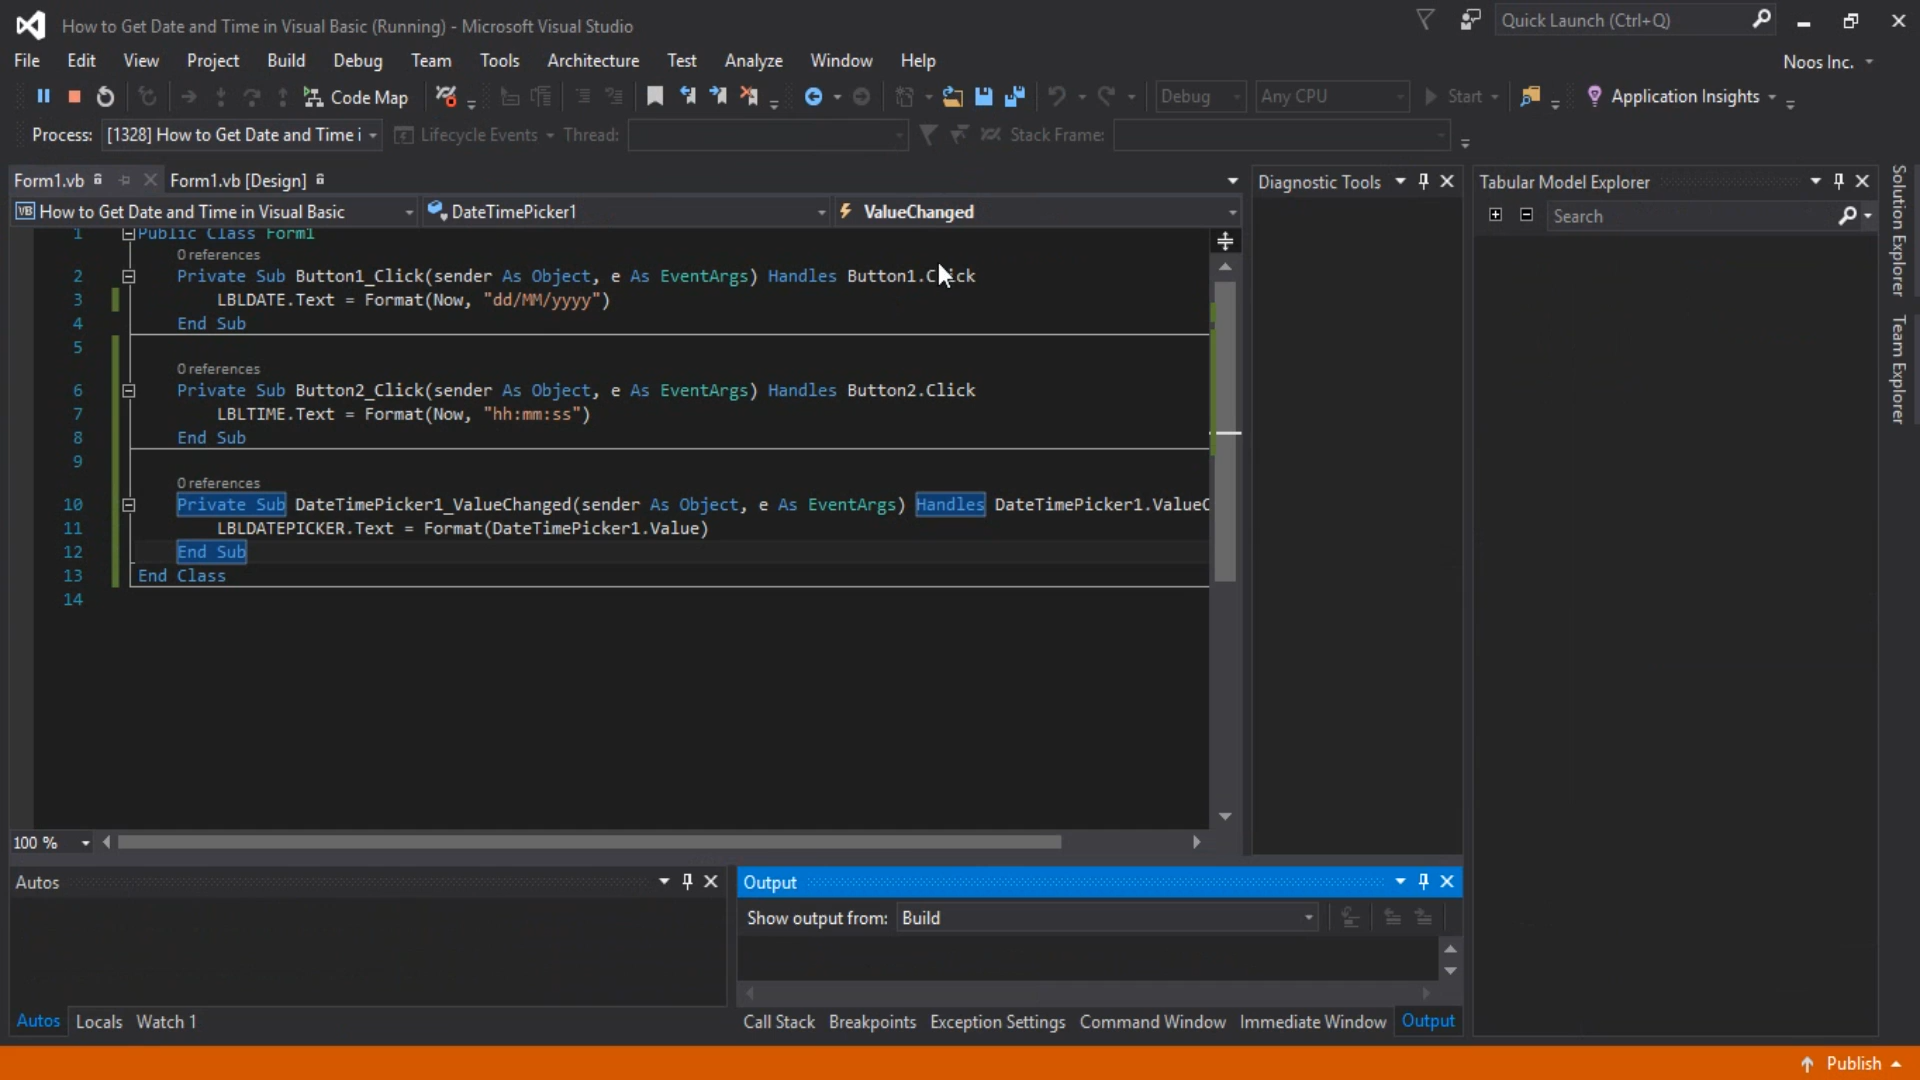 How to Get Date and Time in Visual Basic (Running) - Microsoft Visual Studio
Quick Launch (Ctrl+Q)
File Edit View Project Build Debug Team Tools Architecture Test Analyze Window Help
Noos Inc.
Code Map
Debug
Any CPU
Start
Application Insights
Process: [1328] How to Get Date and Time i
Lifecycle Events
Thread:
Stack Frame:
Form1.vb
Form1.vb [Design]
Diagnostic Tools
Tabular Model Explorer
VB How to Get Date and Time in Visual Basic
DateTimePicker1
ValueChanged
Search
1 Public Class Form1
0 references
2 Private Sub Button1_Click(sender As Object, e As EventArgs) Handles Button1.Click
3 LBLDATE.Text = Format(Now, "dd/MM/yyyy")
4 End Sub
5
0 references
6 Private Sub Button2_Click(sender As Object, e As EventArgs) Handles Button2.Click
7 LBLTIME.Text = Format(Now, "hh:mm:ss")
8 End Sub
9
0 references
10 Private Sub DateTimePicker1_ValueChanged(sender As Object, e As EventArgs) Handles DateTimePicker1.ValueC
11 LBLDATEPICKER.Text = Format(DateTimePicker1.Value)
12 End Sub
13 End Class
14
100 %
Solution Explorer
Team Explorer
Autos
Output
Show output from: Build
Autos Locals Watch 1
Call Stack Breakpoints Exception Settings Command Window Immediate Window Output
Publish